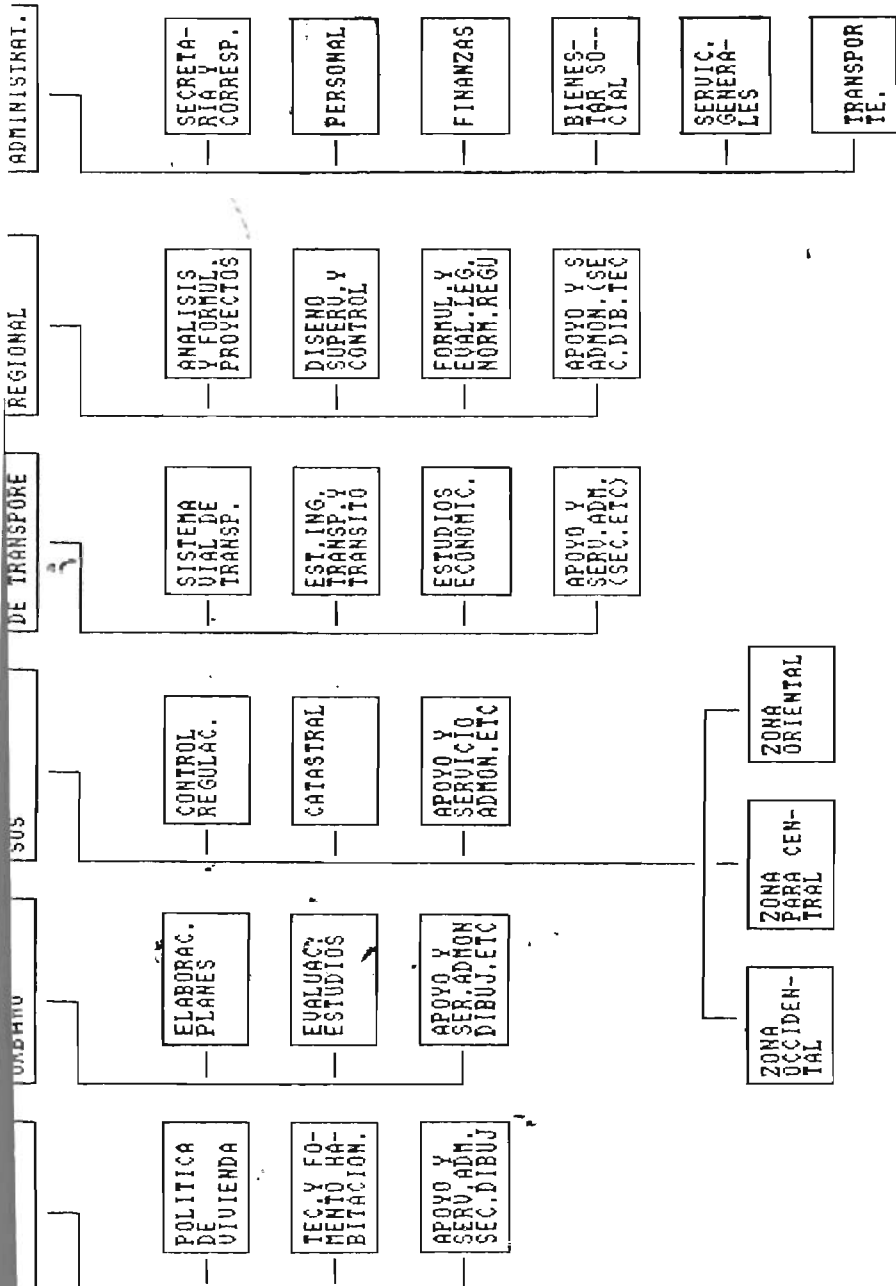 POLITICA
DE
VIVIENDA
TEC.Y FO-
MENTO HA-
BITACION.
APOYO Y
SERV.ADM.
SEC.DIBUJ
URBANO
ELABORAC.
PLANES
EVALUAC.
ESTUDIOS
APOYO Y
SER.ADMON
DIBUJ.ETC
SUS
CONTROL
REGULAC.
CATASTRAL
APOYO Y
SERVICIO
ADMON.ETC
ZONA
OCCIDEN-
TAL
ZONA
PARA CEN-
TRAL
ZONA
ORIENTAL
DE TRANSPORE
SISTEMA
VIAL DE
TRANSP.
EST.ING.
TRANSP.Y
TRANSITO
ESTUDIOS
ECONOMIC.
APOYO Y
SERV.ADM.
(SEC.ETC)
REGIONAL
ANALISIS
Y FORMUL.
PROYECTOS
DISENO
SUPERV.Y
CONTROL
FORMUL.Y
EVAL.LEG.
NORM.REGU
APOYO Y S
ADMON.(SE
C.DIB.TEC
ADMINISTRAT.
SECRETA-
RIA Y
CORRESP.
PERSONAL
FINANZAS
BIENES-
TAR SO--
CIAL
SERVIC.
GENERA-
LES
TRANSPOR
TE.